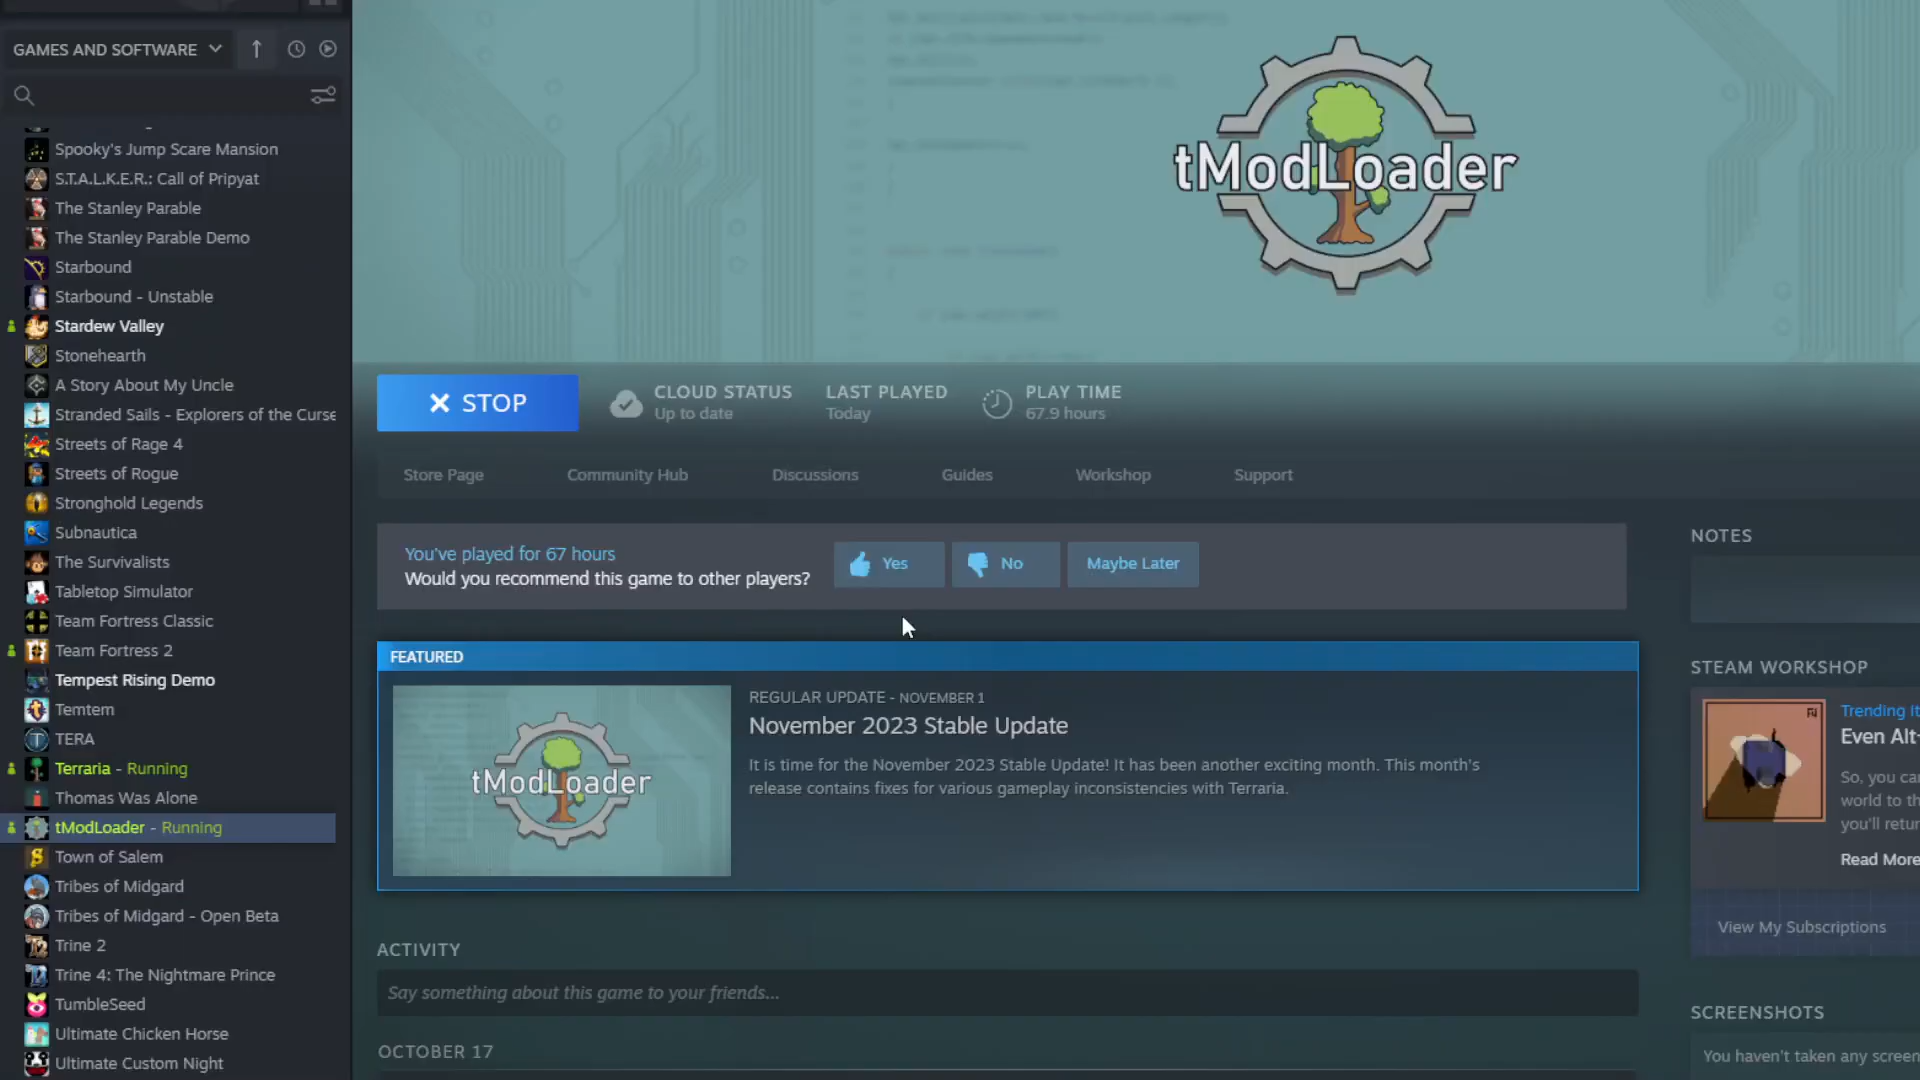 GAMES AND SOFTWARE
Spooky's Jump Scare Mansion
S.T.A.L.K.E.R.: Call of Pripyat
The Stanley Parable
The Stanley Parable Demo
Starbound
Starbound - Unstable
Stardew Valley
Stonehearth
A Story About My Uncle
Stranded Sails - Explorers of the Curse
Streets of Rage 4
Streets of Rogue
Stronghold Legends
Subnautica
The Survivalists
Tabletop Simulator
Team Fortress Classic
Team Fortress 2
Tempest Rising Demo
Temtem
TERA
Terraria - Running
Thomas Was Alone
tModLoader - Running
Town of Salem
Tribes of Midgard
Tribes of Midgard - Open Beta
Trine 2
Trine 4: The Nightmare Prince
TumbleSeed
Ultimate Chicken Horse
Ultimate Custom Night
tModLoader
STOP
CLOUD STATUS
Up to date
LAST PLAYED
Today
PLAY TIME
67.9 hours
Store Page
Community Hub
Discussions
Guides
Workshop
Support
You've played for 67 hours
Would you recommend this game to other players?
Yes
No
Maybe Later
FEATURED
tModLoader
REGULAR UPDATE - NOVEMBER 1
November 2023 Stable Update
It is time for the November 2023 Stable Update! It has been another exciting month. This month's
release contains fixes for various gameplay inconsistencies with Terraria.
ACTIVITY
Say something about this game to your friends...
OCTOBER 17
NOTES
STEAM WORKSHOP
Trending It
Even Alt-
So, you can
world to th
you'll retur
Read More
View My Subscriptions
SCREENSHOTS
You haven't taken any screen